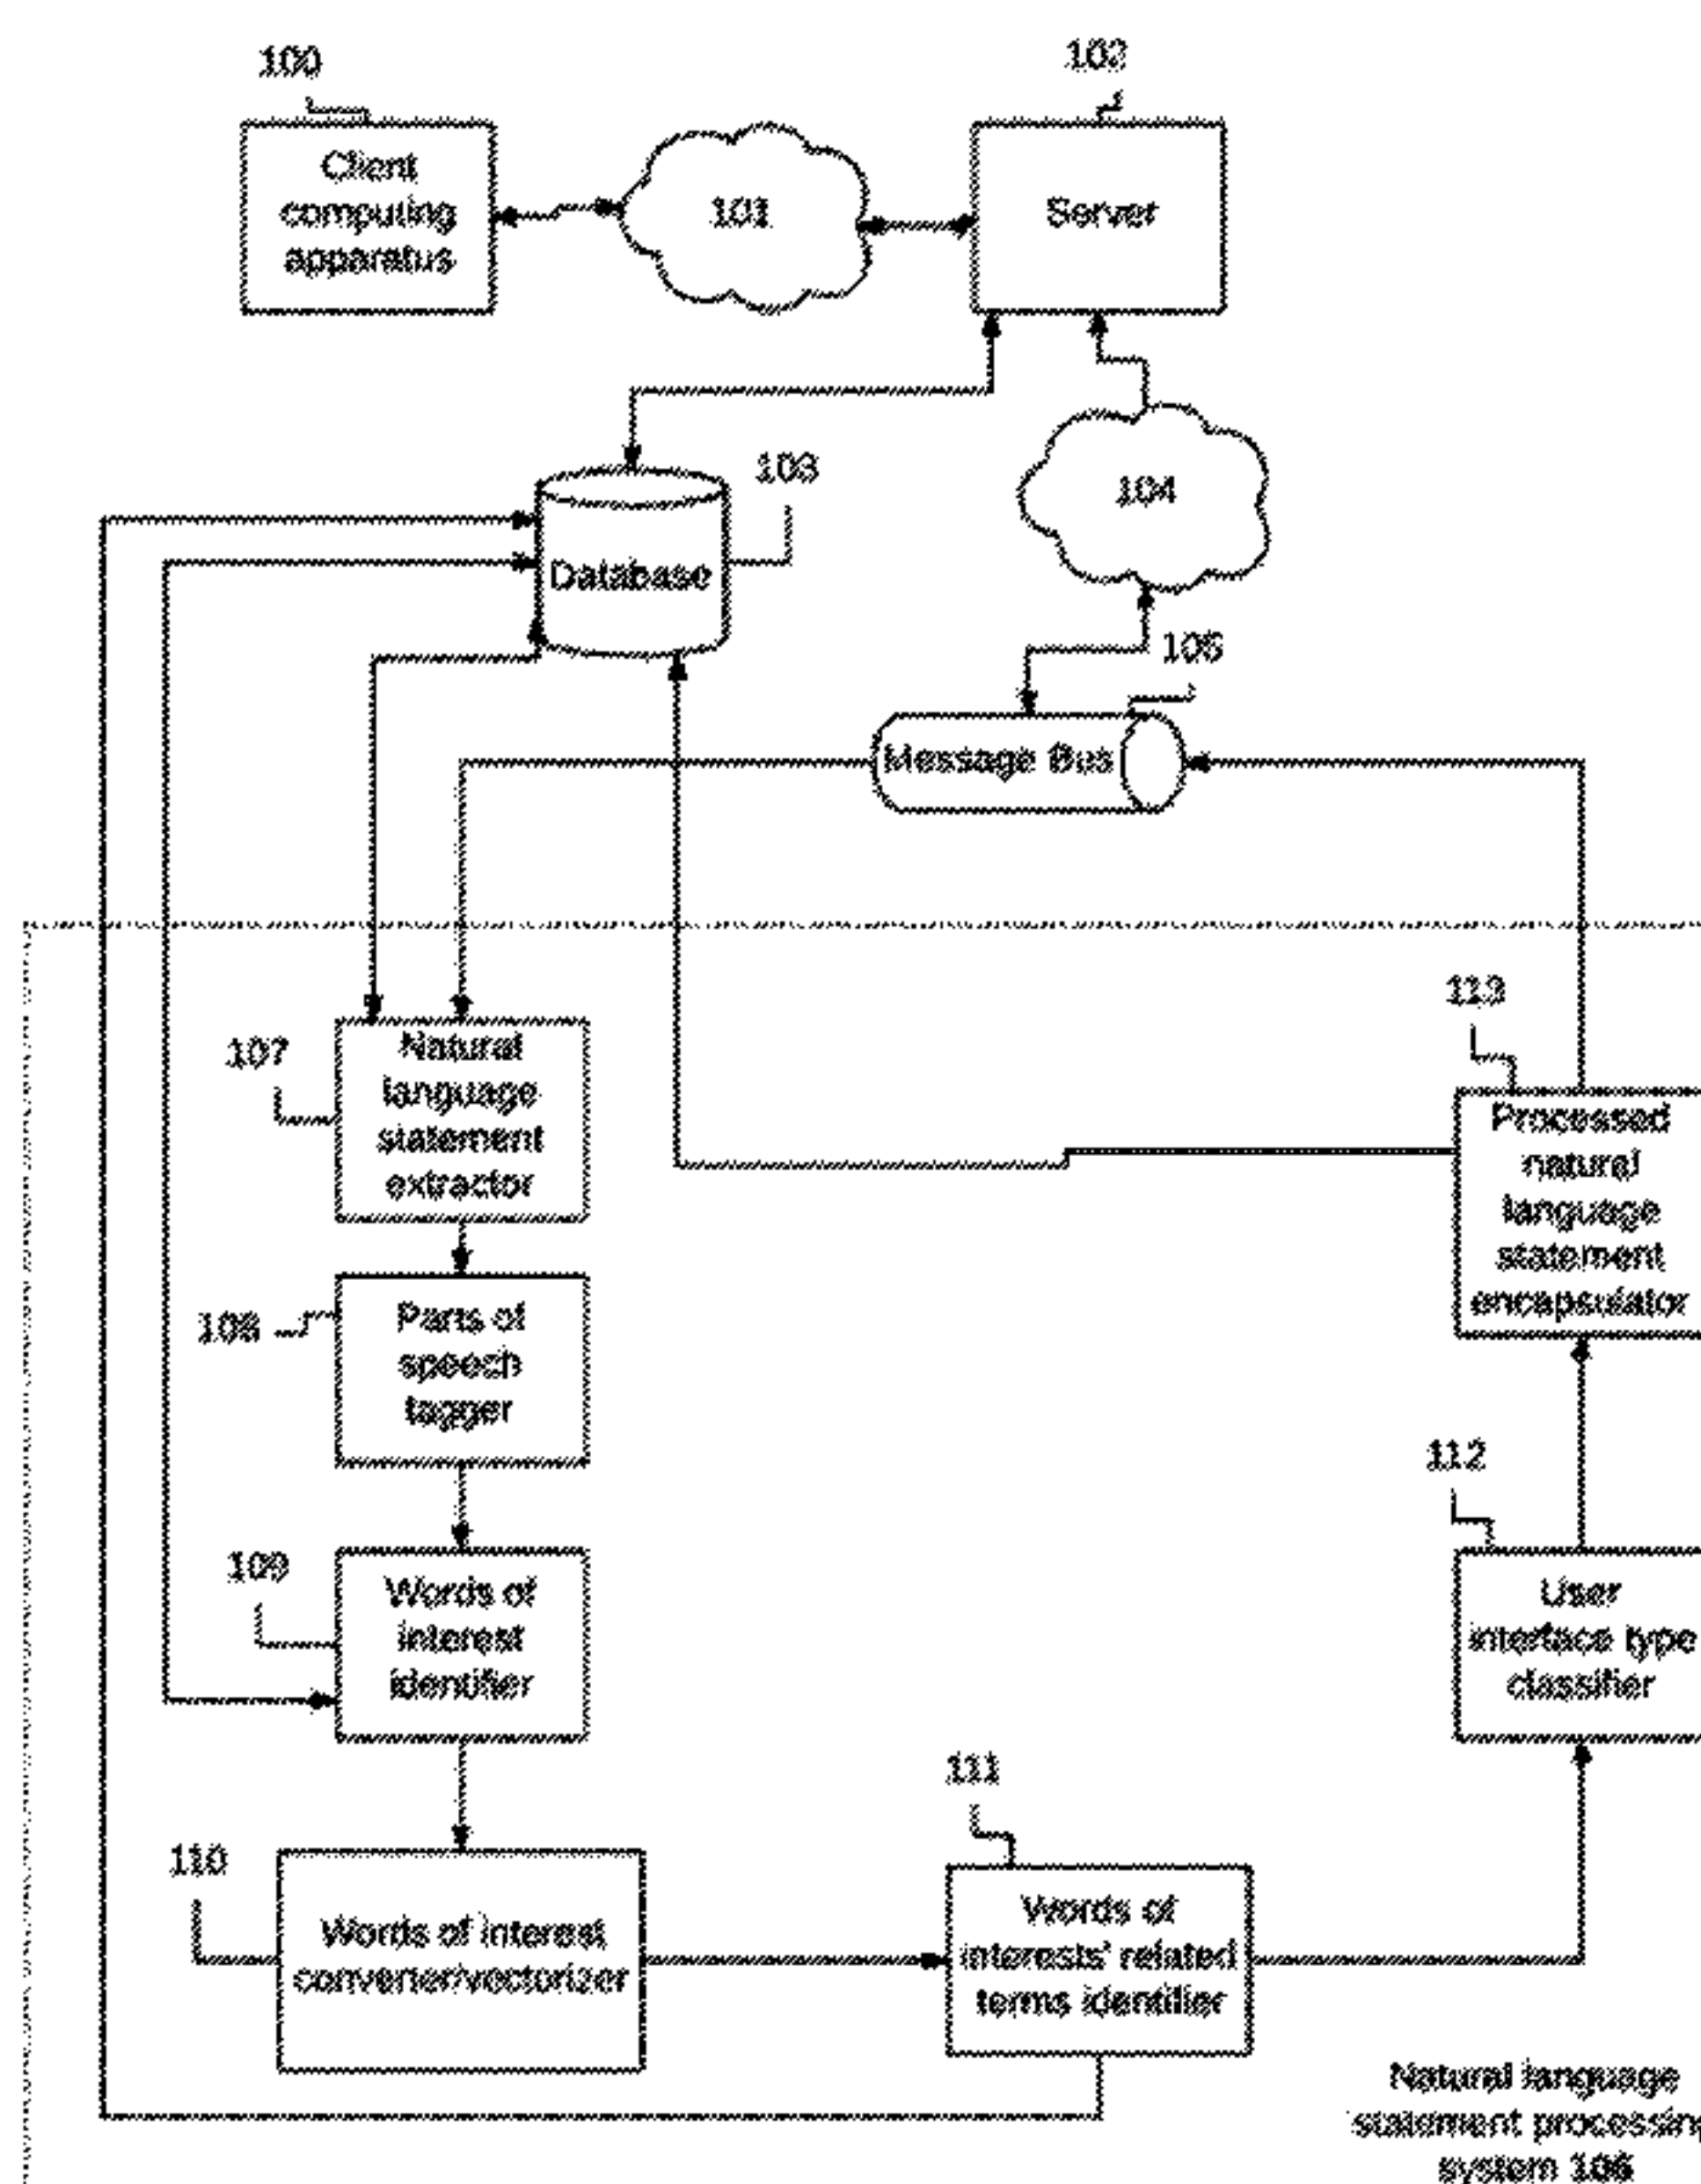 100
102
Client
computing
apparatus
101
Server
103
104
Database
105
Message Bus
113
107
Natural
language
statement
extractor
Processed
natural
language
statement
encapsulator
108
Parts of
speech
tagger
112
109
Words of
interest
identifier
User
interface type
classifier
111
110
Words of interest
converter/vectorizer
Words of
interests' related
terms identifier
Natural language
statement processing
system 106